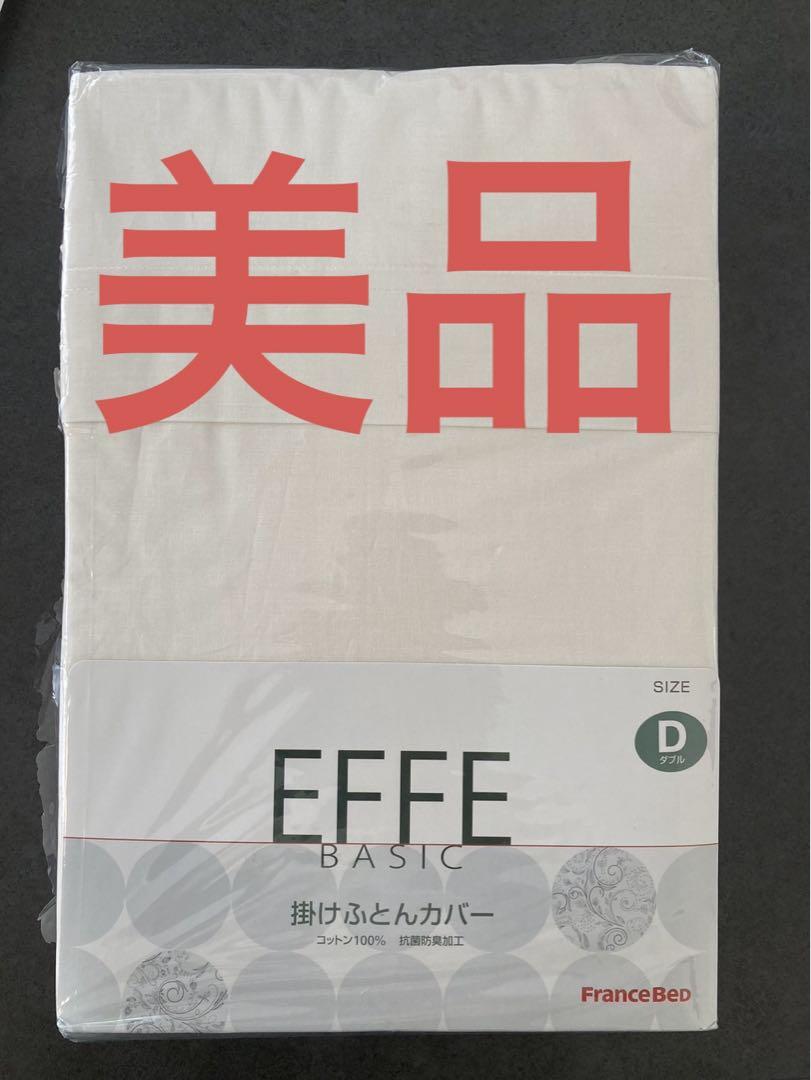 美品
SIZE
D
ダブル
EFFE
BASIC
掛けふとんカバー
コットン100% 抗菌防臭加工
FranceBeD